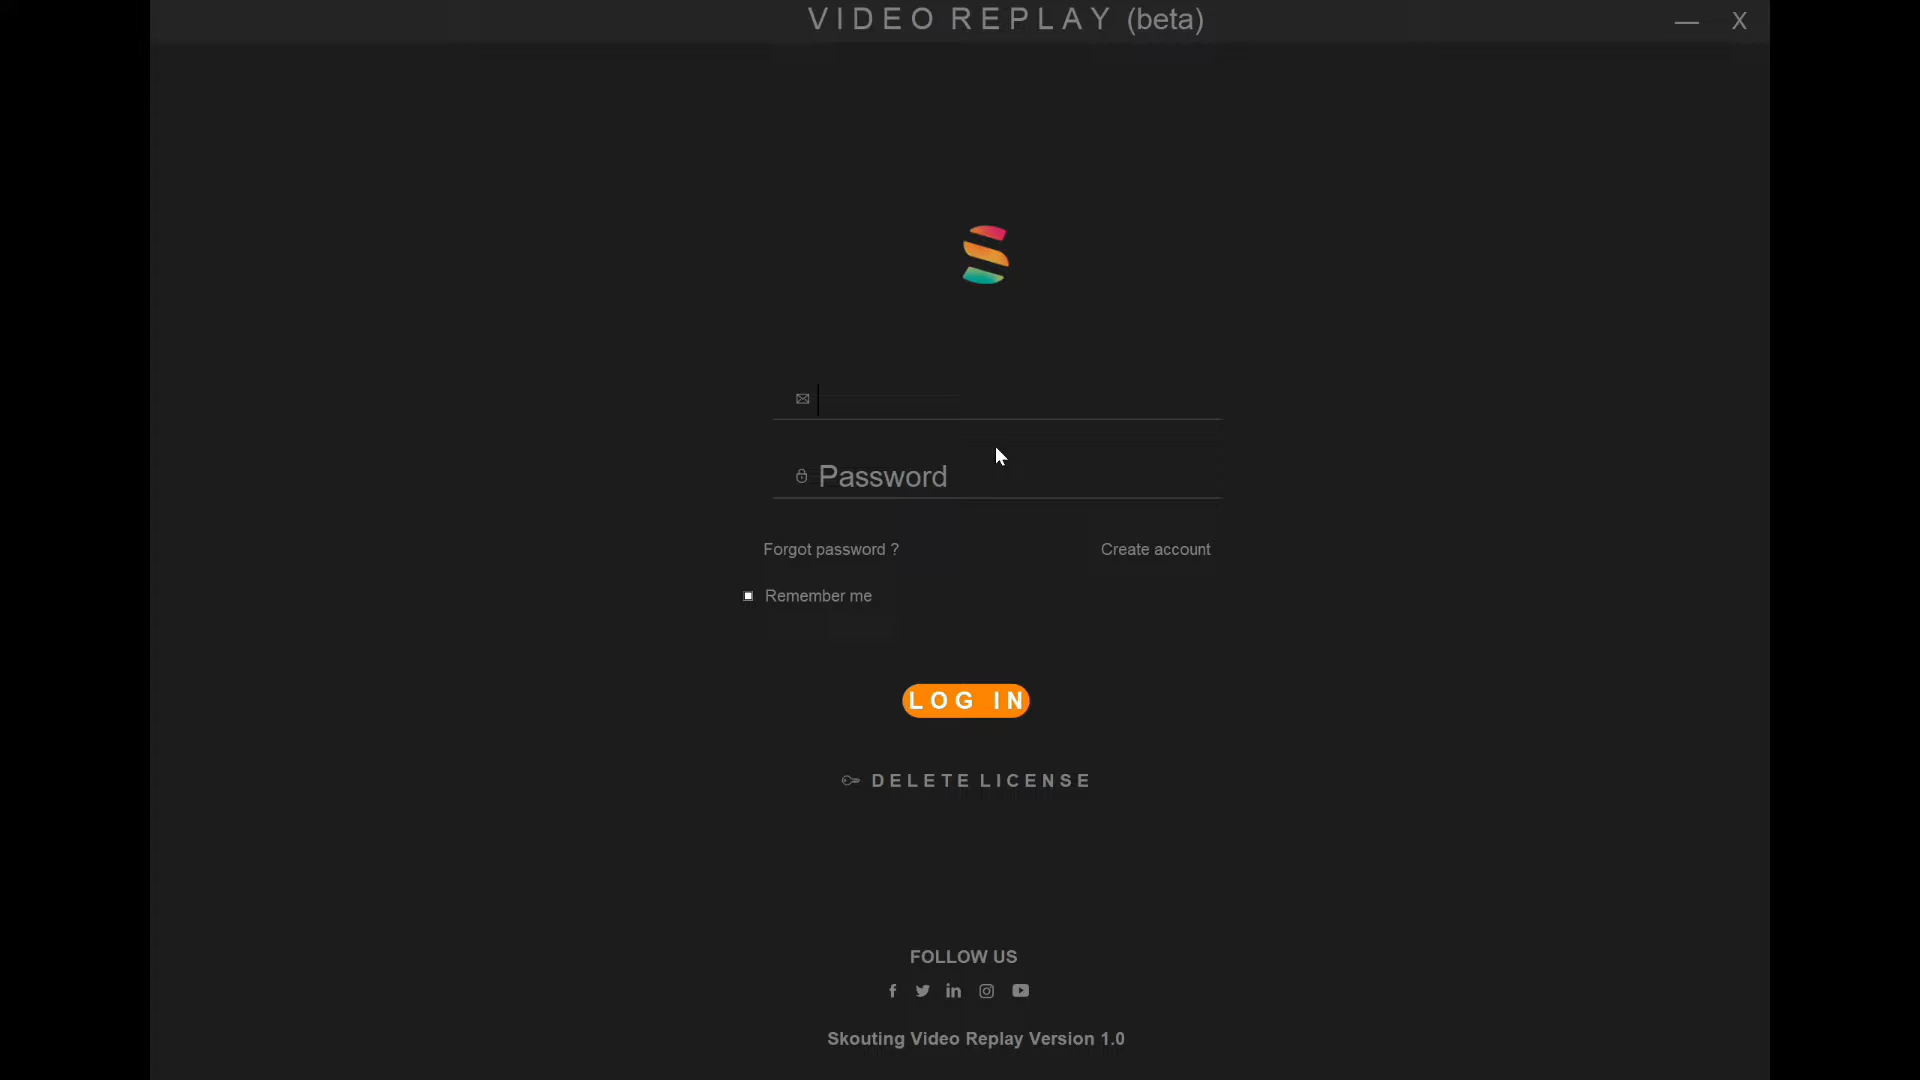 VIDEO REPLAY (beta)
— X
Password
Forgot password ? Create account
Remember me
LOG IN
DELETE LICENSE
FOLLOW US
Skouting Video Replay Version 1.0